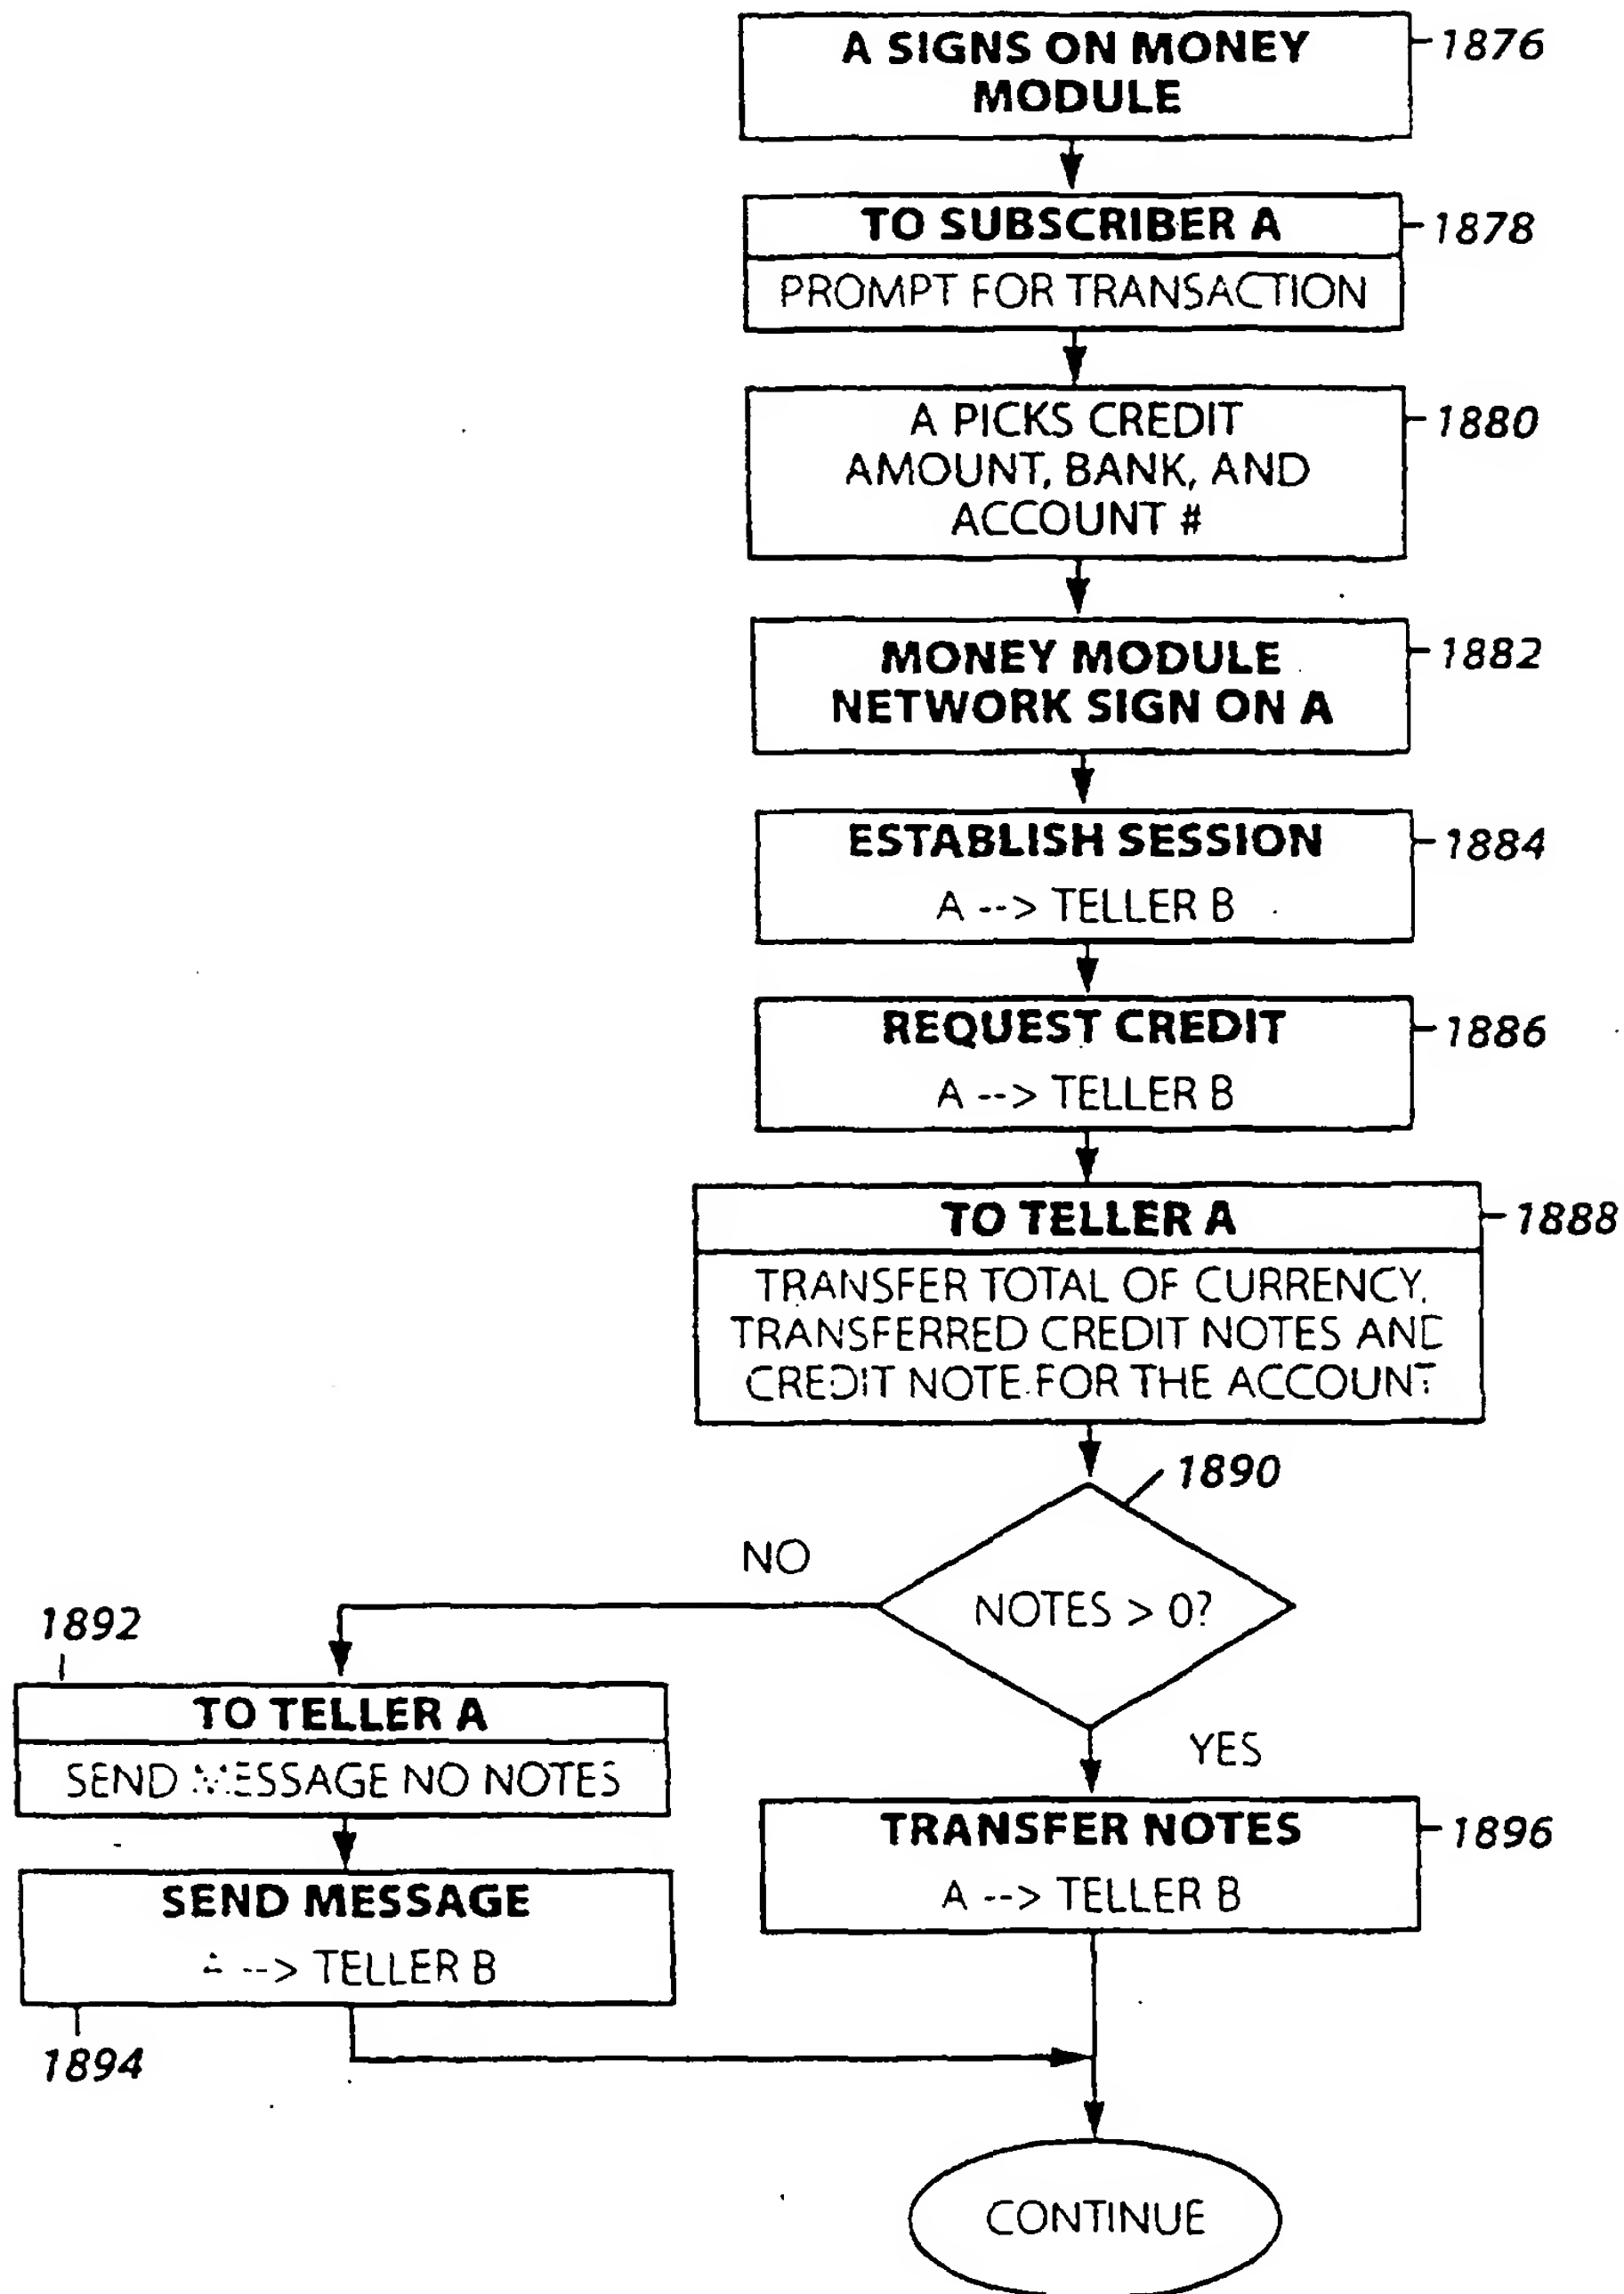 A SIGNS ON MONEY
MODULE
1876
TO SUBSCRIBER A
1878
PROMPT FOR TRANSACTION
A PICKS CREDIT
AMOUNT, BANK, AND
ACCOUNT #
1880
MONEY MODULE
NETWORK SIGN ON A
1882
ESTABLISH SESSION
A --> TELLER B
1884
REQUEST CREDIT
A --> TELLER B
1886
TO TELLER A
1888
TRANSFER TOTAL OF CURRENCY,
TRANSFERRED CREDIT NOTES AND
CREDIT NOTE FOR THE ACCOUNT
1890
NOTES > 0?
NO
YES
1892
TO TELLER A
SEND MESSAGE NO NOTES
SEND MESSAGE
A --> TELLER B
1894
TRANSFER NOTES
A --> TELLER B
1896
CONTINUE